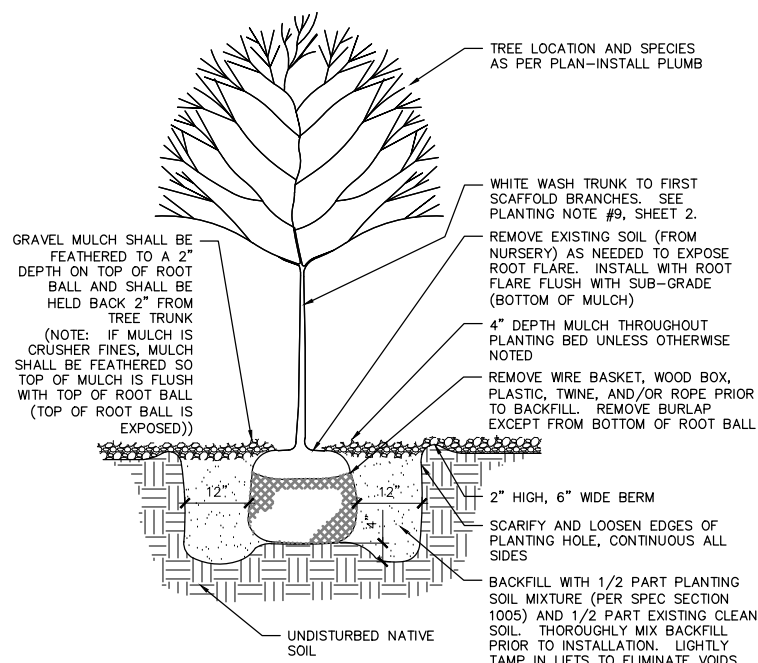 TREE LOCATION AND SPECIES
AS PER PLAN-INSTALL PLUMB
WHITE WASH TRUNK TO FIRST
SCAFFOLD BRANCHES. SEE
PLANTING NOTE #9, SHEET 2.
GRAVEL MULCH SHALL BE
FEATHERED TO A 2"
DEPTH ON TOP OF ROOT
BALL AND SHALL BE
HELD BACK 2" FROM
TREE TRUNK
(NOTE: IF MULCH IS
CRUSHER FINES, MULCH
SHALL BE FEATHERED SO
TOP OF MULCH IS FLUSH
WITH TOP OF ROOT BALL
(TOP OF ROOT BALL IS
EXPOSED))
REMOVE EXISTING SOIL (FROM
NURSERY) AS NEEDED TO EXPOSE
ROOT FLARE. INSTALL WITH ROOT
FLARE FLUSH WITH SUB-GRADE
(BOTTOM OF MULCH)
4" DEPTH MULCH THROUGHOUT
PLANTING BED UNLESS OTHERWISE
NOTED
REMOVE WIRE BASKET, WOOD BOX,
PLASTIC, TWINE, AND/OR ROPE PRIOR
TO BACKFILL. REMOVE BURLAP
EXCEPT FROM BOTTOM OF ROOT BALL
12"
12"
4"
2" HIGH, 6" WIDE BERM
SCARIFY AND LOOSEN EDGES OF
PLANTING HOLE, CONTINUOUS ALL
SIDES
BACKFILL WITH 1/2 PART PLANTING
SOIL MIXTURE (PER SPEC SECTION
1005) AND 1/2 PART EXISTING CLEAN
SOIL. THOROUGHLY MIX BACKFILL
PRIOR TO INSTALLATION. LIGHTLY
TAMP IN LIFTS TO ELIMINATE VOIDS
UNDISTURBED NATIVE
SOIL